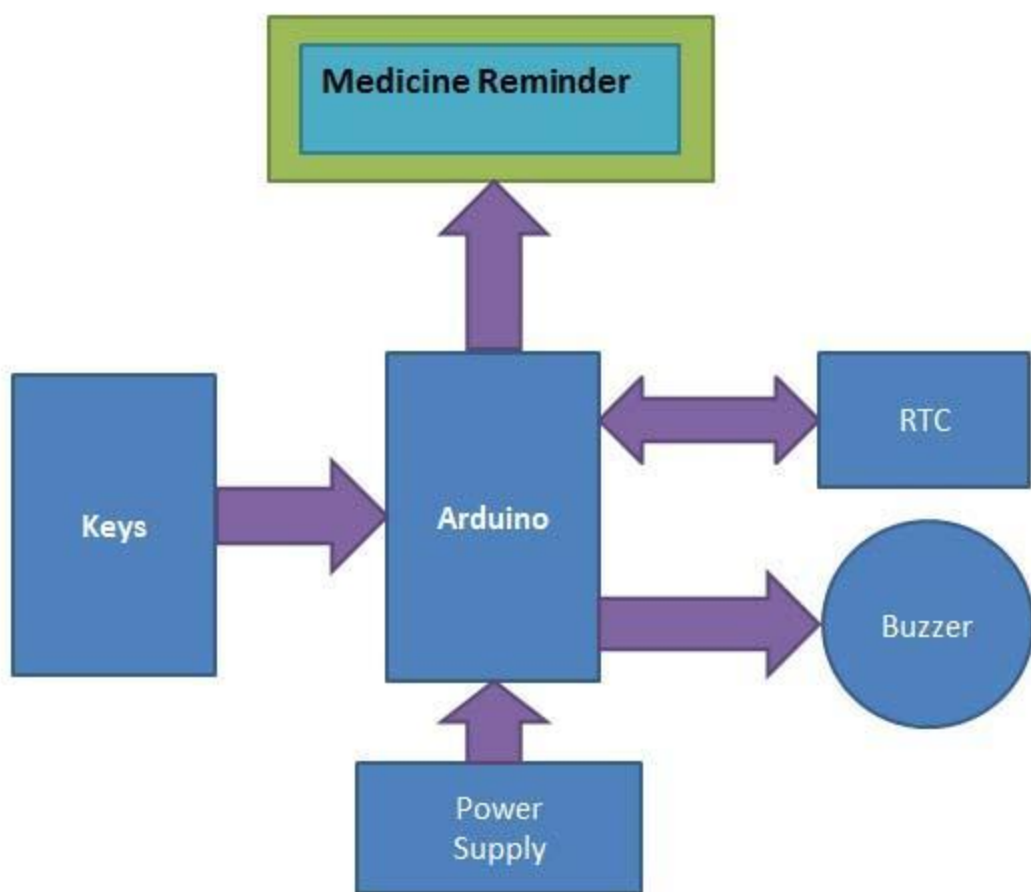 Medicine Reminder
Keys
Arduino
RTC
Buzzer
Power
Supply